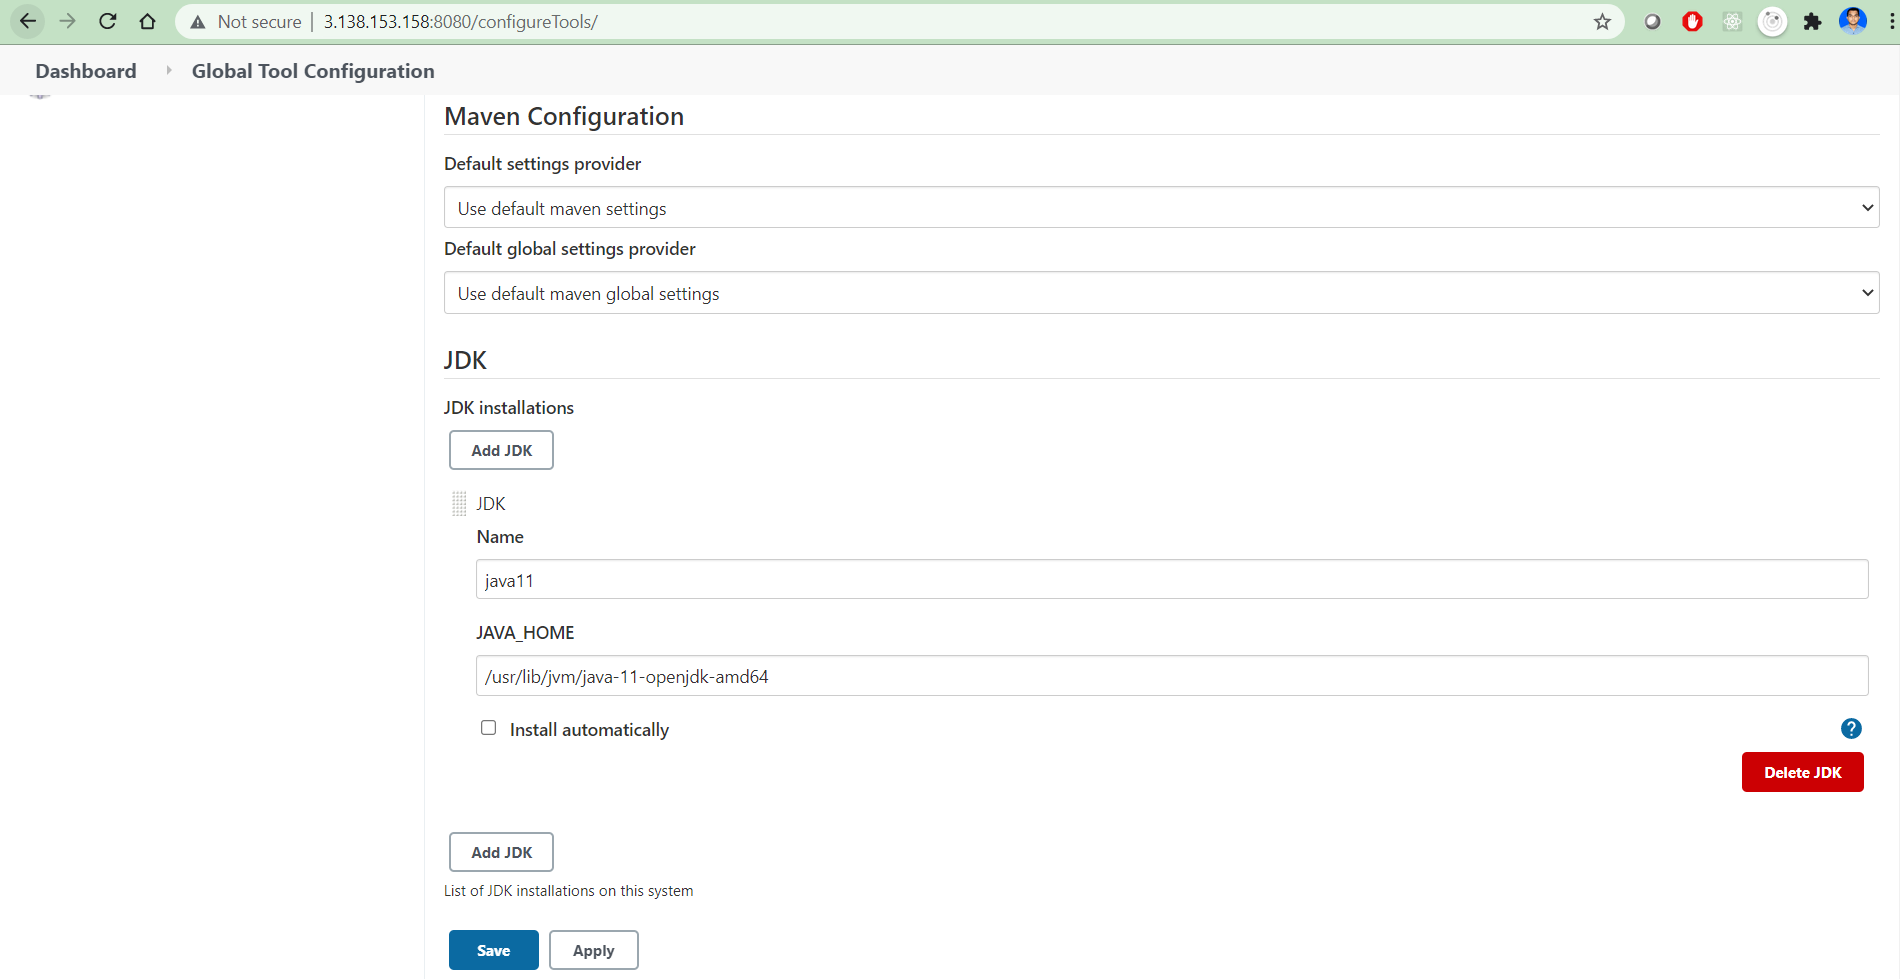 Not secure | 3.138.153.158:8080/configureTools/
Dashboard Global Tool Configuration
Maven Configuration
Default settings provider
Use default maven settings
Default global settings provider
Use default maven global settings
JDK
JDK installations
Add JDK
JDK
Name
java11
JAVA_HOME
/usr/lib/jvm/java-11-openjdk-amd64
Install automatically
?
Delete JDK
Add JDK
List of JDK installations on this system
Save Apply